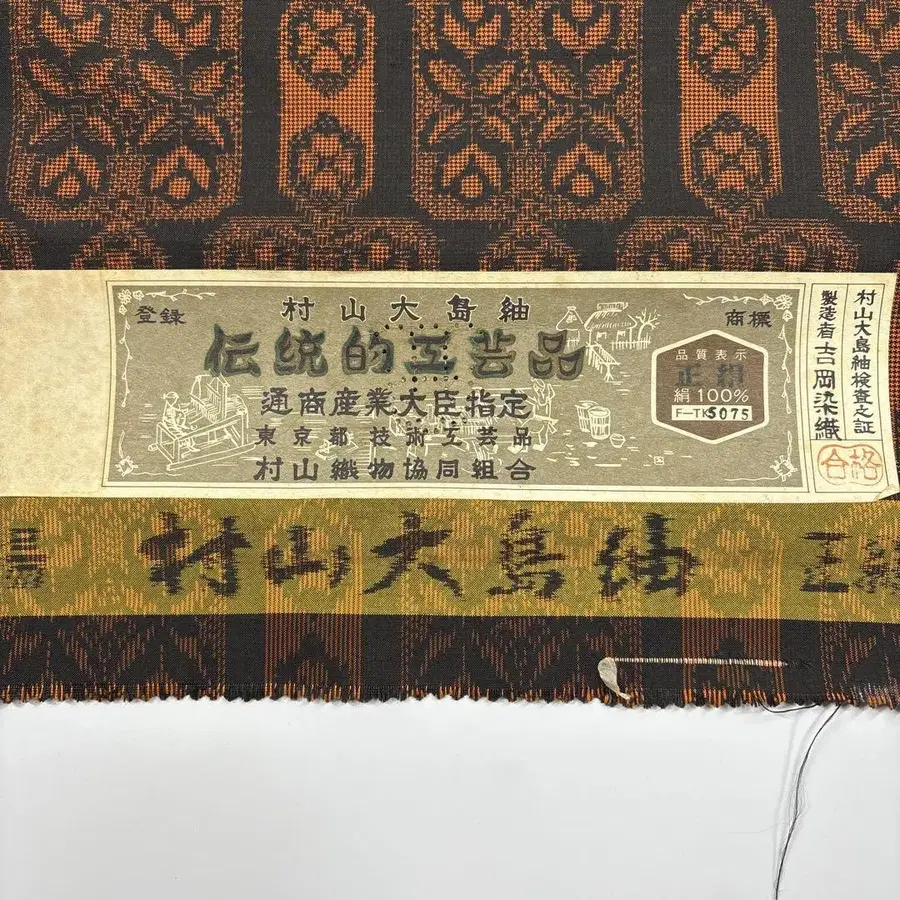 登録
村山大島紬
商標
伝統的工芸品
通商産業大臣指定
東京都技術工芸品
村山織物協同組合
品質表示
正絹
絹100%
F-TK5075
村山大島紬検査之証
製造者吉岡染織
合格
島 村山大島紬 正絹